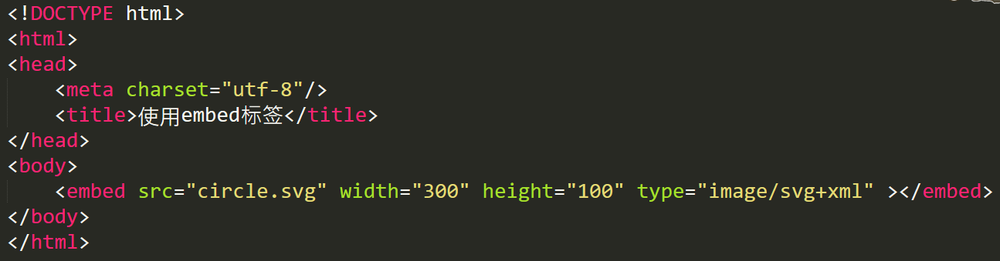 <!DOCTYPE html>
<html>
<head>
    <meta charset="utf-8"/>
    <title>使用embed标签</title>
</head>
<body>
    <embed src="circle.svg" width="300" height="100" type="image/svg+xml" ></embed>
</body>
</html>